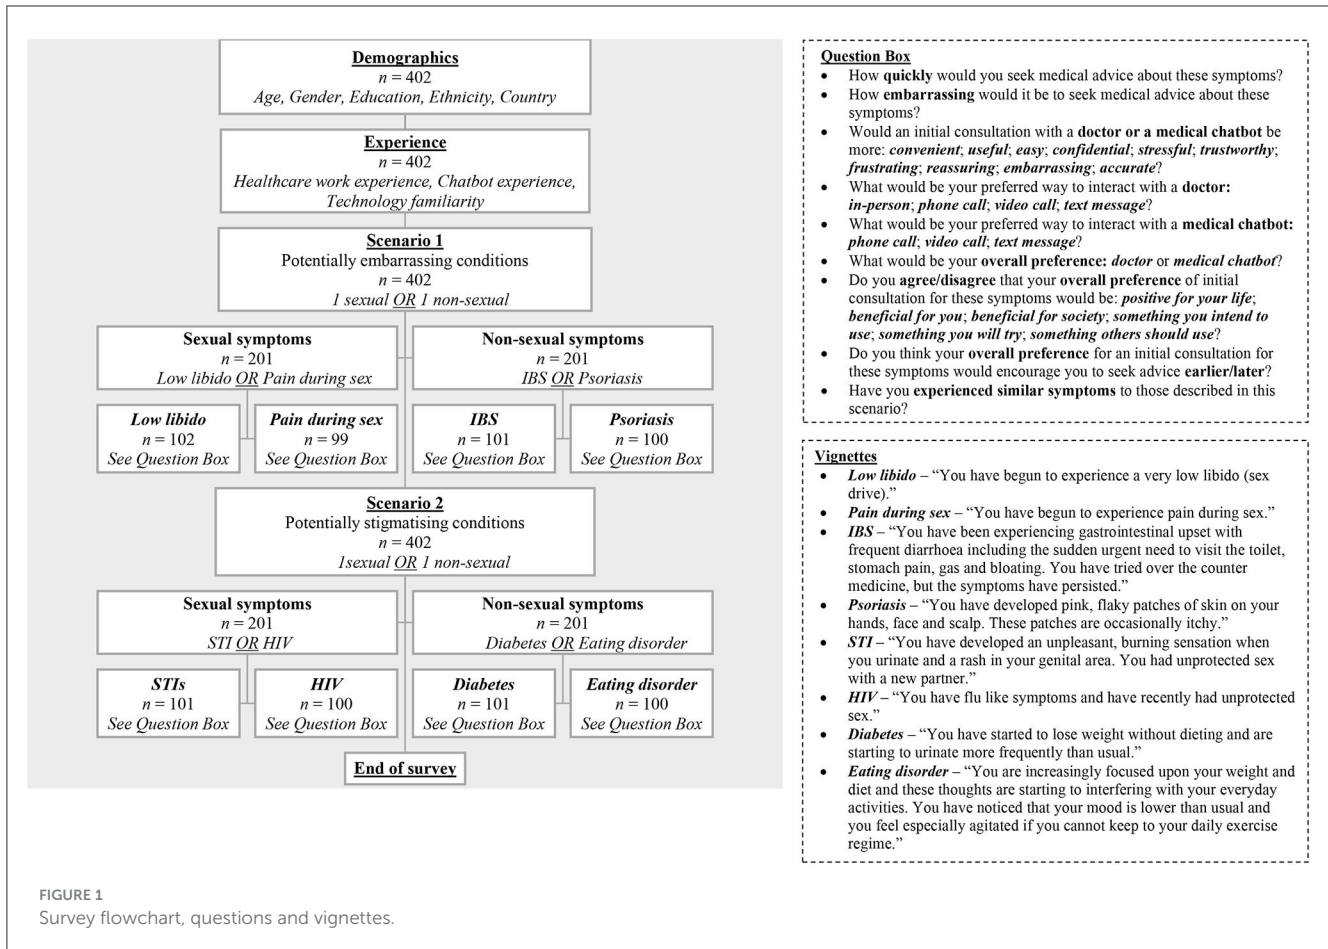 Demographics
n = 402
Age, Gender, Education, Ethnicity, Country
Experience
n = 402
Healthcare work experience, Chatbot experience,
Technology familiarity
Scenario 1
Potentially embarrassing conditions
n = 402
1 sexual OR 1 non-sexual
Sexual symptoms
n = 201
Low libido OR Pain during sex
Non-sexual symptoms
n = 201
IBS OR Psoriasis
Low libido
n = 102
See Question Box
Pain during sex
n = 99
See Question Box
IBS
n = 101
See Question Box
Psoriasis
n = 100
See Question Box
Scenario 2
Potentially stigmatising conditions
n = 402
1sexual OR 1 non-sexual
Sexual symptoms
n = 201
STI OR HIV
Non-sexual symptoms
n = 201
Diabetes OR Eating disorder
STIs
n = 101
See Question Box
HIV
n = 100
See Question Box
Diabetes
n = 101
See Question Box
Eating disorder
n = 100
See Question Box
End of survey
Question Box
• How quickly would you seek medical advice about these symptoms?
• How embarrassing would it be to seek medical advice about these
symptoms?
• Would an initial consultation with a doctor or a medical chatbot be
more: convenient; useful; easy; confidential; stressful; trustworthy;
frustrating; reassuring; embarrassing; accurate?
• What would be your preferred way to interact with a doctor:
in-person; phone call; video call; text message?
• What would be your preferred way to interact with a medical chatbot:
phone call; video call; text message?
• What would be your overall preference: doctor or medical chatbot?
• Do you agree/disagree that your overall preference of initial
consultation for these symptoms would be: positive for your life;
beneficial for you; beneficial for society; something you intend to
use; something you will try; something others should use?
• Do you think your overall preference for an initial consultation for
these symptoms would encourage you to seek advice earlier/later?
• Have you experienced similar symptoms to those described in this
scenario?
Vignettes
• Low libido – “You have begun to experience a very low libido (sex
drive).”
• Pain during sex – “You have begun to experience pain during sex.”
• IBS – “You have been experiencing gastrointestinal upset with
frequent diarrhoea including the sudden urgent need to visit the toilet,
stomach pain, gas and bloating. You have tried over the counter
medicine, but the symptoms have persisted.”
• Psoriasis – “You have developed pink, flaky patches of skin on your
hands, face and scalp. These patches are occasionally itchy.”
• STI – “You have developed an unpleasant, burning sensation when
you urinate and a rash in your genital area. You had unprotected sex
with a new partner.”
• HIV – “You have flu like symptoms and have recently had unprotected
sex.”
• Diabetes – “You have started to lose weight without dieting and are
starting to urinate more frequently than usual.”
• Eating disorder – “You are increasingly focused upon your weight and
diet and these thoughts are starting to interfering with your everyday
activities. You have noticed that your mood is lower than usual and
you feel especially agitated if you cannot keep to your daily exercise
regime.”
FIGURE 1
Survey flowchart, questions and vignettes.